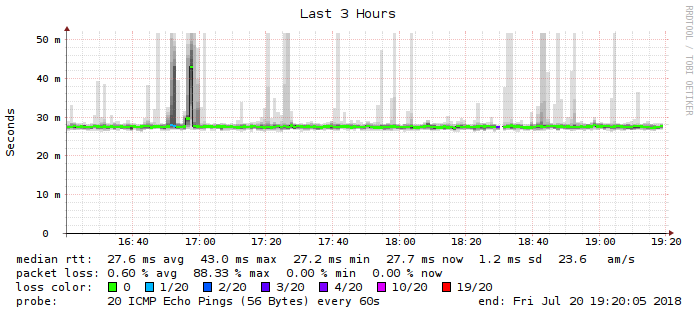 Last 3 Hours
RRDTOOL / TOBI OETIKER
Seconds
50 m
40 m
30 m
20 m
10 m
0
16:40 17:00 17:20 17:40 18:00 18:20 18:40 19:00 19:20
median rtt: 27.6 ms avg 43.0 ms max 27.2 ms min 27.7 ms now 1.2 ms sd 23.6 am/s
packet loss: 0.60 % avg 88.33 % max 0.00 % min 0.00 % now
loss color: 0 1/20 2/20 3/20 4/20 10/20 19/20
probe: 20 ICMP Echo Pings (56 Bytes) every 60s end: Fri Jul 20 19:20:05 2018